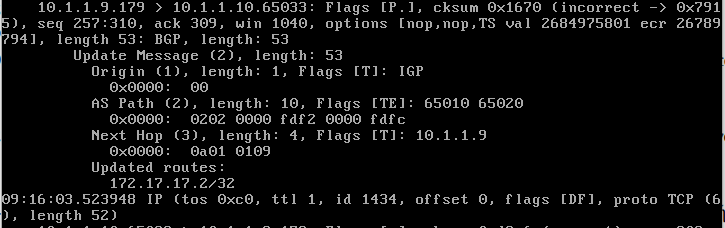 10.1.1.9.179 > 10.1.1.10.65033: Flags [P.], cksum 0x1670 (incorrect -> 0x791
5), seq 257:310, ack 309, win 1040, options [nop,nop,TS val 2684975801 ecr 26789
794], length 53: BGP, length: 53
Update Message (2), length: 53
Origin (1), length: 1, Flags [T]: IGP
0x0000:  00
AS Path (2), length: 10, Flags [TE]: 65010 65020
0x0000:  0202 0000 fdf2 0000 fdfc
Next Hop (3), length: 4, Flags [T]: 10.1.1.9
0x0000:  0a01 0109
Updated routes:
172.17.17.2/32
09:16:03.523948 IP (tos 0xc0, ttl 1, id 1434, offset 0, flags [DF], proto TCP (6
), length 52)